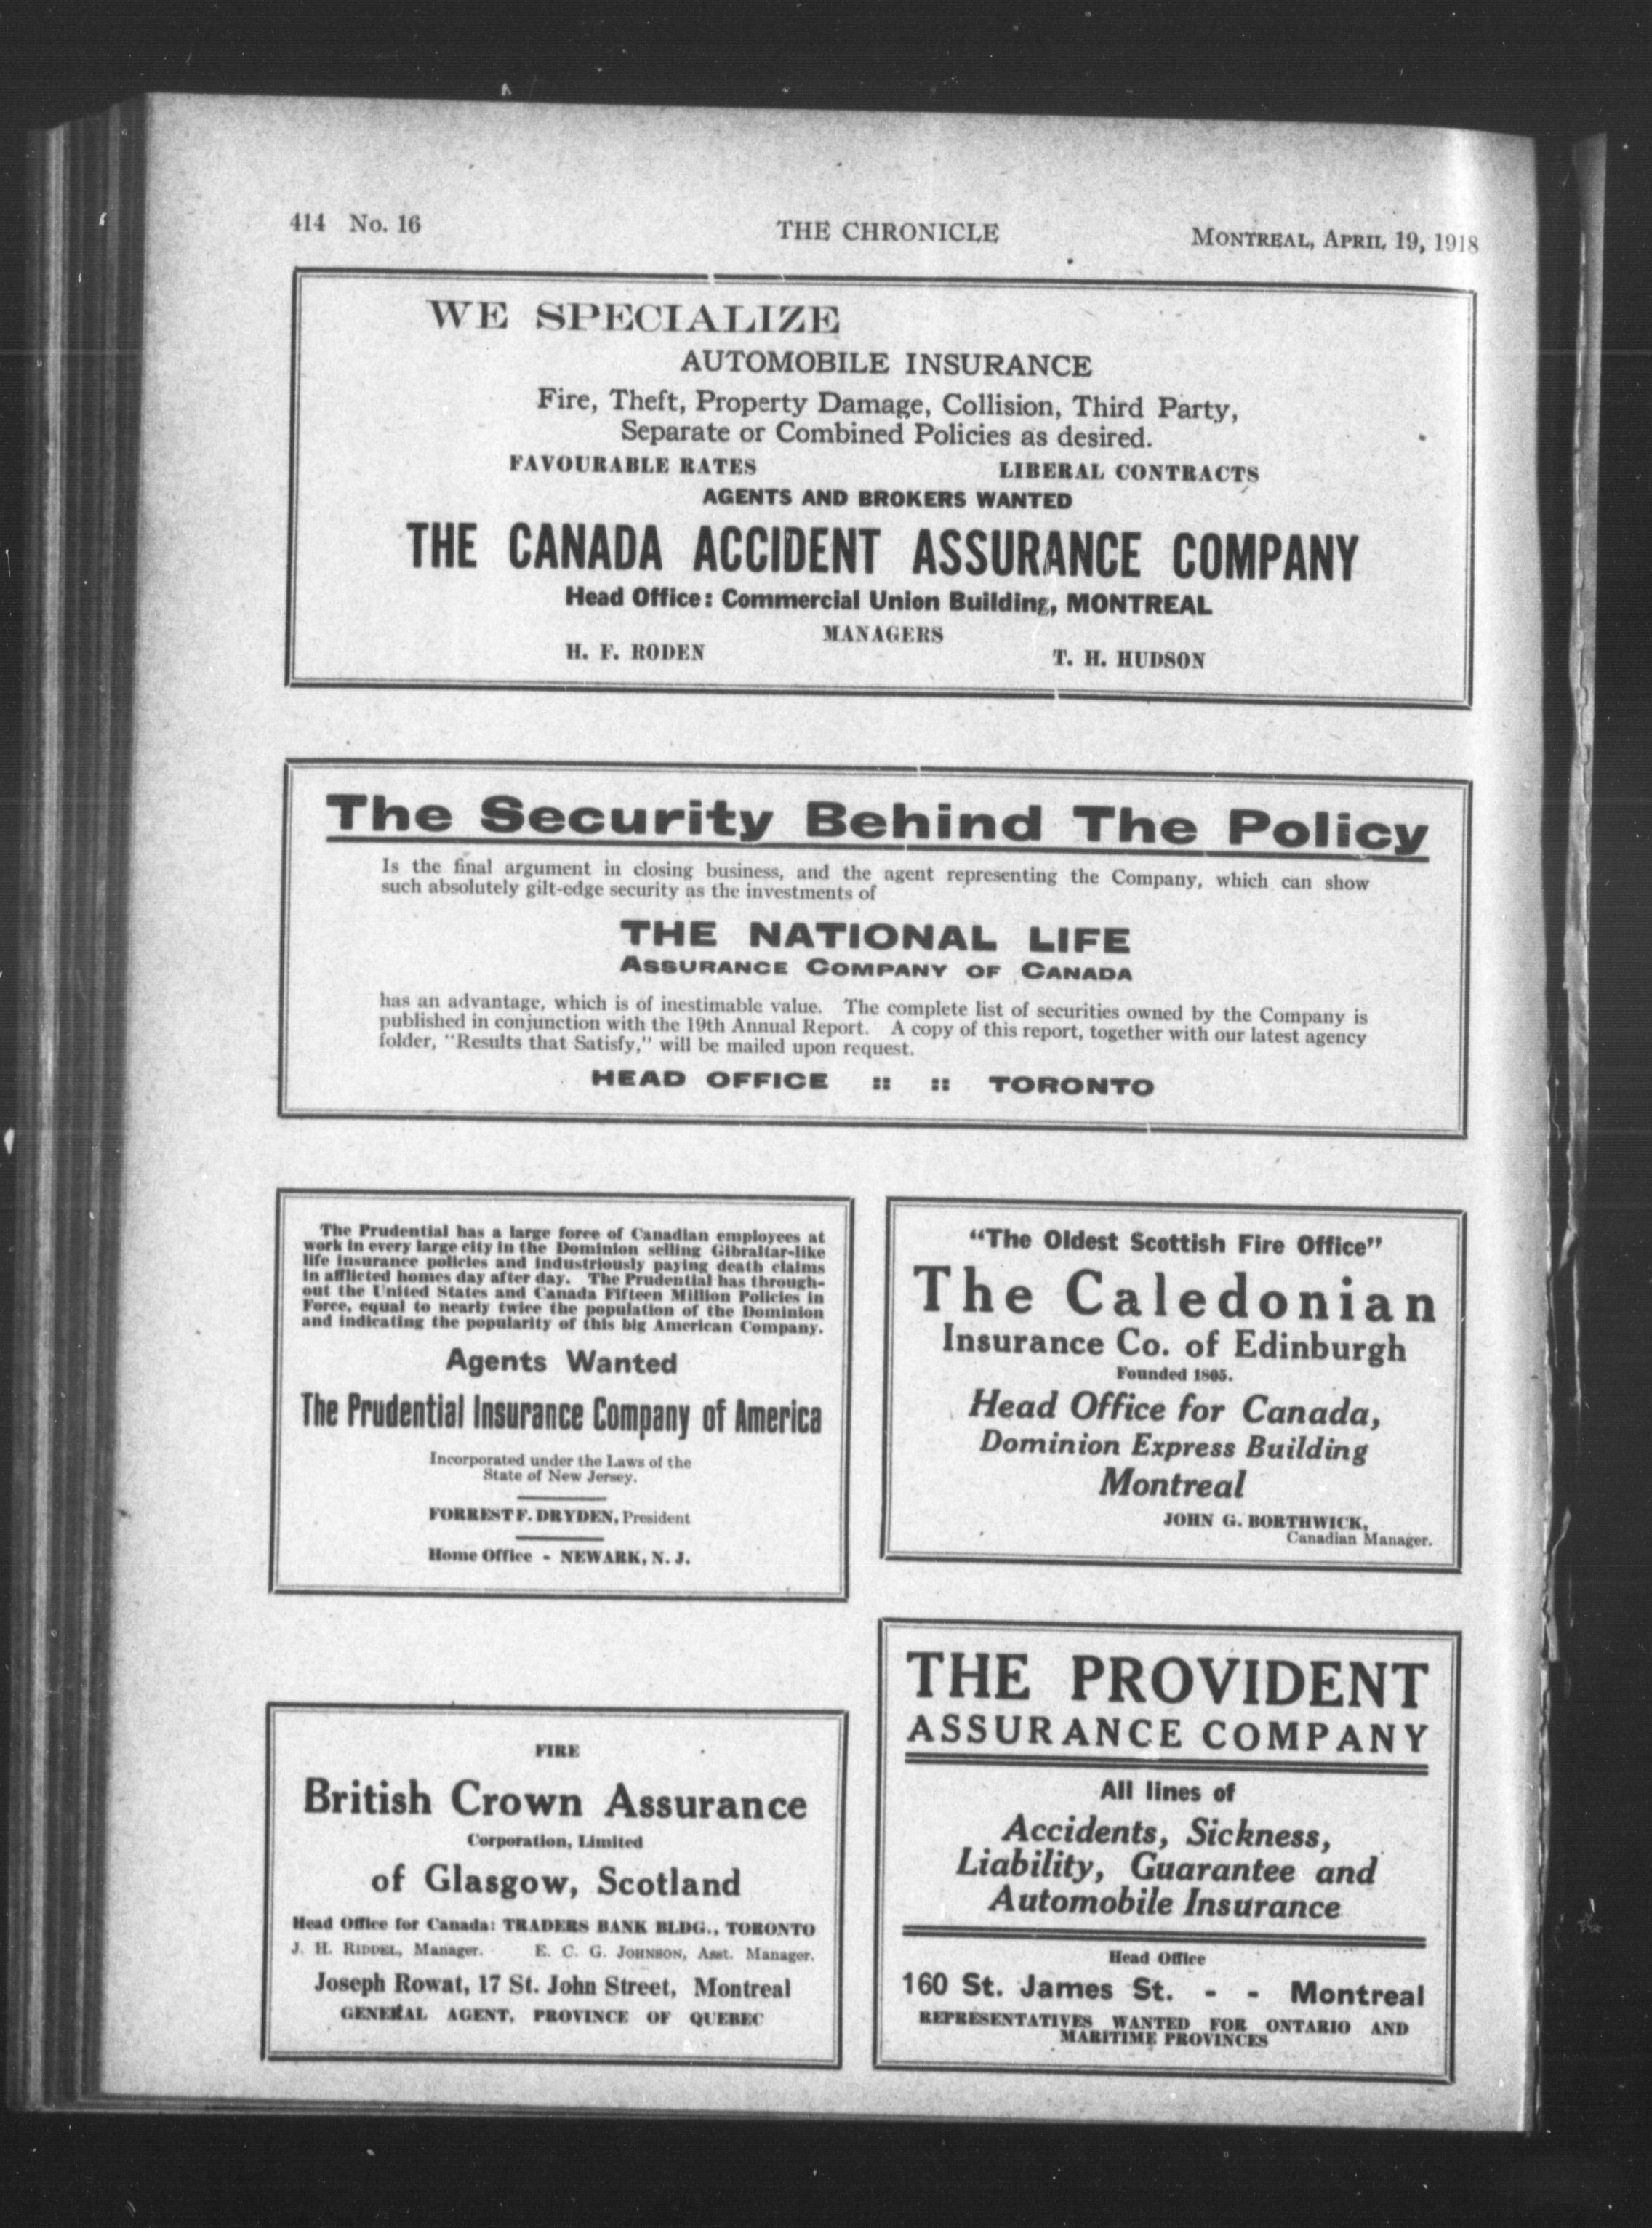 414 No. 16
THE CHRONICLE
MONTREAL, APRIL 19, 1918
WE SPECIALIZE
AUTOMOBILE INSURANCE
Fire, Theft, Property Damage, Collision, Third Party,
Separate or Combined Policies as desired.
FAVOURABLE RATES
LIBERAL CONTRACTS
AGENTS AND BROKERS WANTED
THE CANADA ACCIDENT ASSURANCE COMPANY
Head Office: Commercial Union Building, MONTREAL
MANAGERS
H. F. RODEN
T. H. HUDSON
The Security Behind The Policy
Is the final argument in closing business, and the agent representing the Company, which can show
such absolutely gilt-edge security as the investments of
THE NATIONAL LIFE
ASSURANCE COMPANY OF CANADA
has an advantage, which is of inestimable value. The complete list of securities owned by the Company is
published in conjunction with the 19th Annual Report. A copy of this report, together with our latest agency
folder, "Results that Satisfy," will be mailed upon request.
HEAD OFFICE :: :: TORONTO
The Prudential has a large force of Canadian employees at
work in every large city in the Dominion selling Gibraltar-like
life insurance policies and industriously paying death claims
in afflicted homes day after day. The Prudential has through-
out the United States and Canada Fifteen Million Policies in
Force, equal to nearly twice the population of the Dominion
and indicating the popularity of this big American Company.
Agents Wanted
The Prudential Insurance Company of America
Incorporated under the Laws of the
State of New Jersey.
FORREST F. DRYDEN, President
Home Office - NEWARK, N. J.
"The Oldest Scottish Fire Office"
The Caledonian
Insurance Co. of Edinburgh
Founded 1805.
Head Office for Canada,
Dominion Express Building
Montreal
JOHN G. BORTHWICK,
Canadian Manager.
FIRE
British Crown Assurance
Corporation, Limited
of Glasgow, Scotland
Head Office for Canada: TRADERS BANK BLDG., TORONTO
J. H. RIDDEL, Manager. E. C. G. JOHNSON, Asst. Manager.
Joseph Rowat, 17 St. John Street, Montreal
GENERAL AGENT, PROVINCE OF QUEBEC
THE PROVIDENT
ASSURANCE COMPANY
All lines of
Accidents, Sickness,
Liability, Guarantee and
Automobile Insurance
Head Office
160 St. James St. - - Montreal
REPRESENTATIVES WANTED FOR ONTARIO AND
MARITIME PROVINCES